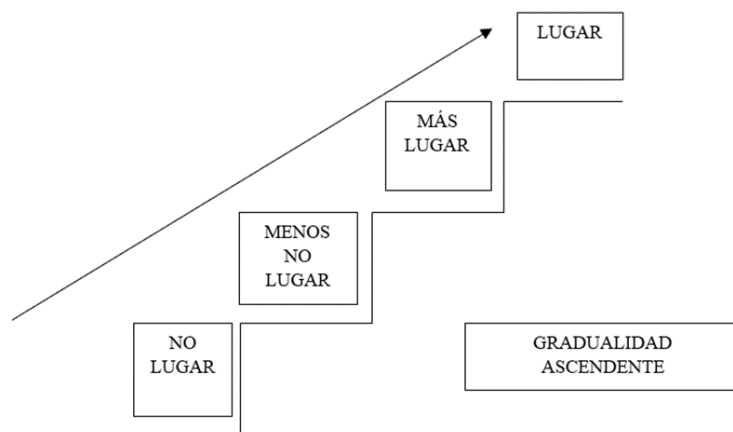 LUGAR
MÁS
LUGAR
MENOS
NO
LUGAR
NO
LUGAR
GRADUALIDAD
ASCENDENTE